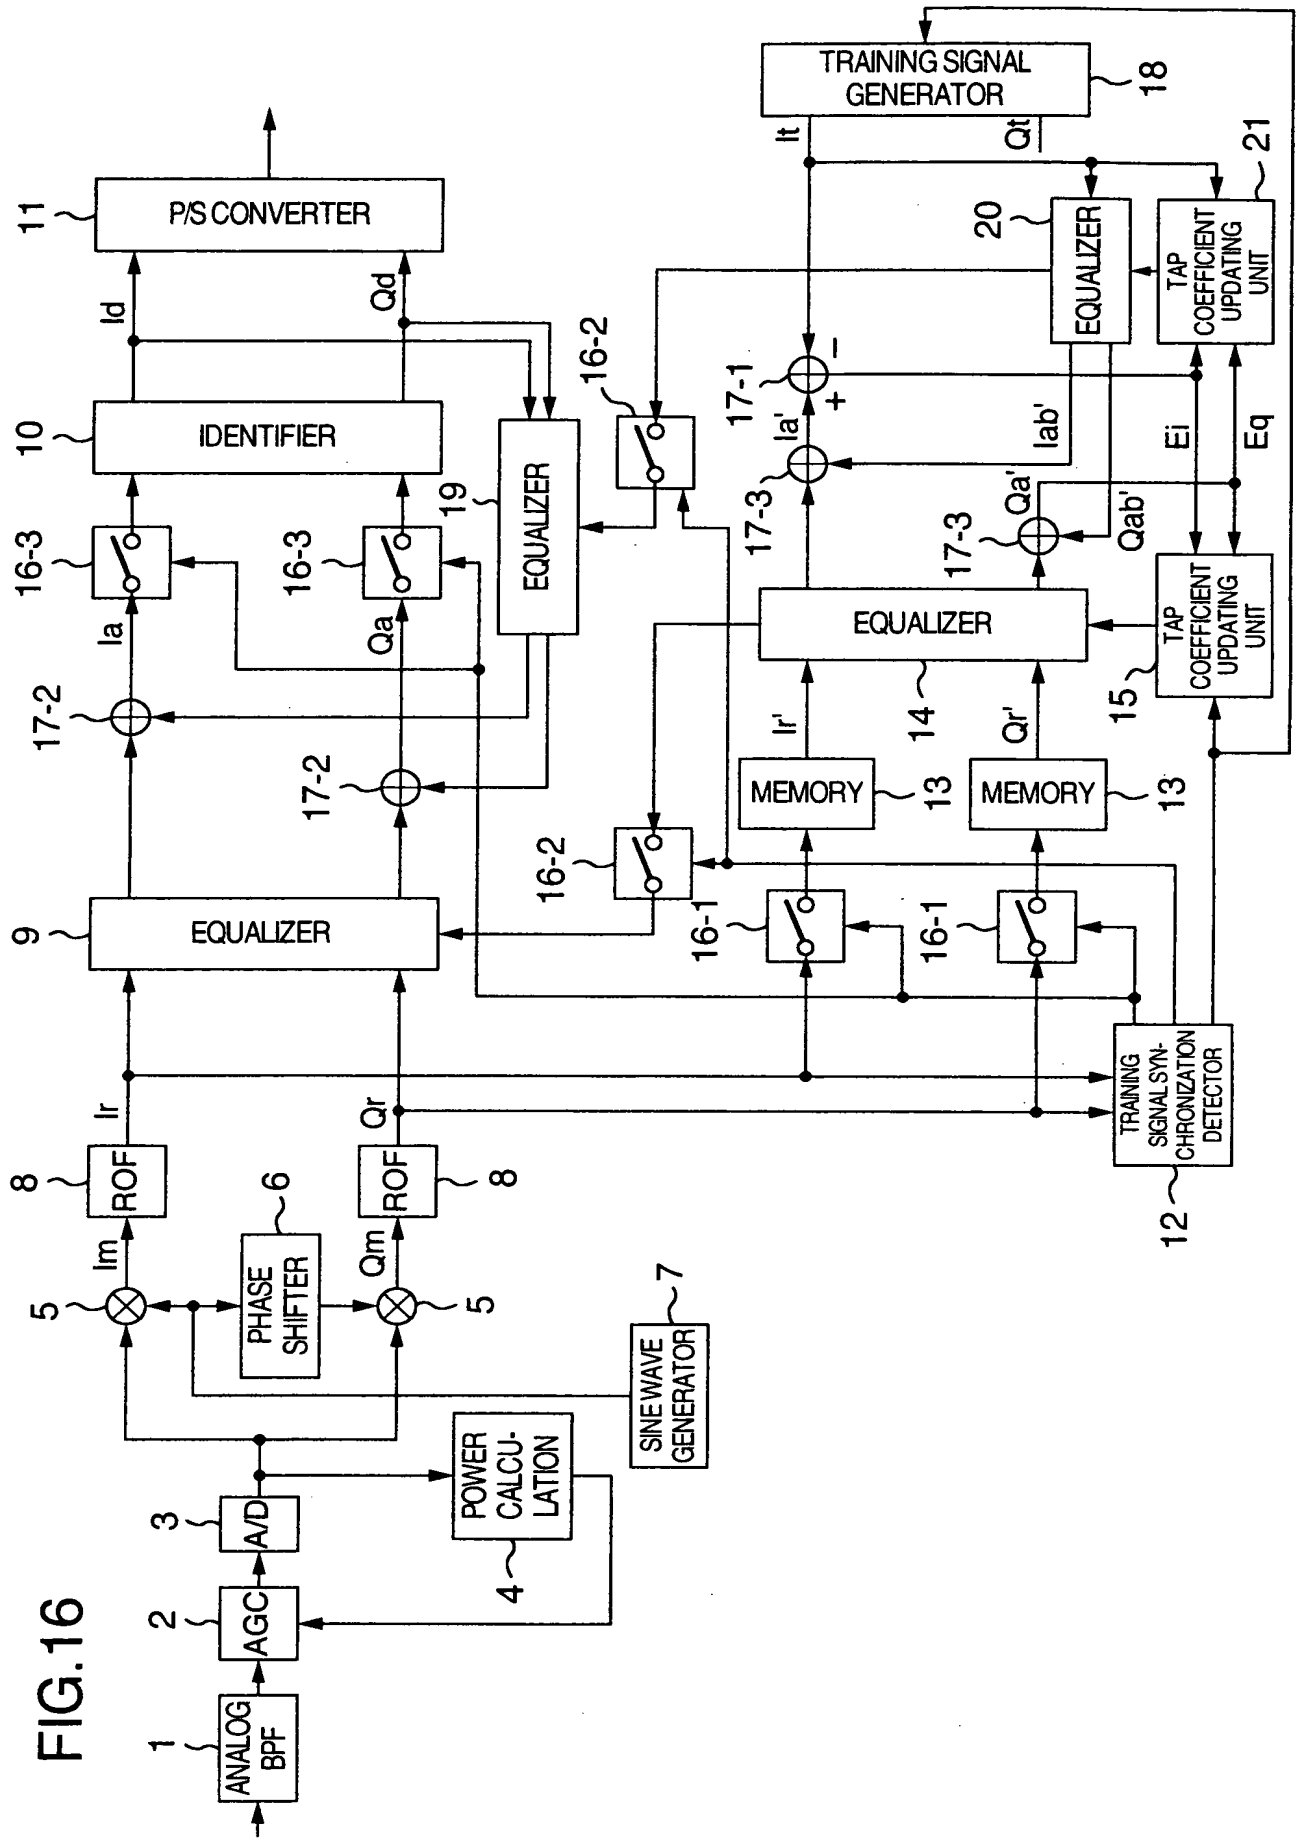 FIG.16
1
ANALOG
BPF
2
AGC
3
A/D
4
POWER
CALCU-
LATION
5
5
6
PHASE
SHIFTER
7
SINE WAVE
GENERATOR
Im
Qm
8
ROF
ROF
8
Ir
Qr
9
EQUALIZER
17-2
17-2
Ia
Qa
16-3
16-3
10
IDENTIFIER
Id
Qd
11
P/S CONVERTER
19
EQUALIZER
16-2
16-2
12
TRAINING
SIGNAL SYN-
CHRONIZATION
DETECTOR
16-1
16-1
MEMORY
13
MEMORY
13
Ir'
Qr'
14
EQUALIZER
15
TAP
COEFFICIENT
UPDATING
UNIT
17-3
17-3
Ia'
Qa'
Iab'
Qab'
17-1
+
−
Ei
Eq
20
EQUALIZER
21
TAP
COEFFICIENT
UPDATING
UNIT
It
Qt
TRAINING SIGNAL
GENERATOR
18